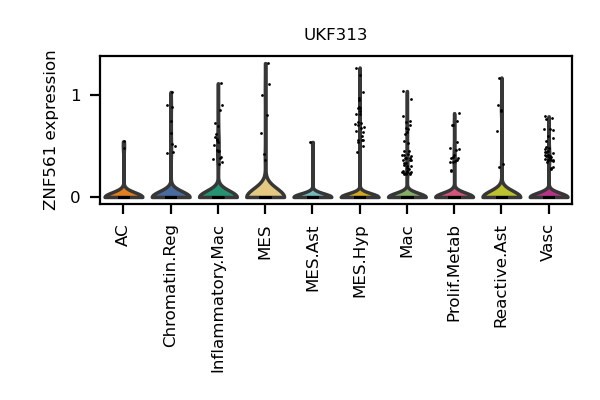 UKF313
ZNF561 expression
1
0
AC
Chromatin.Reg
Inflammatory.Mac
MES
MES.Ast
MES.Hyp
Mac
Prolif.Metab
Reactive.Ast
Vasc